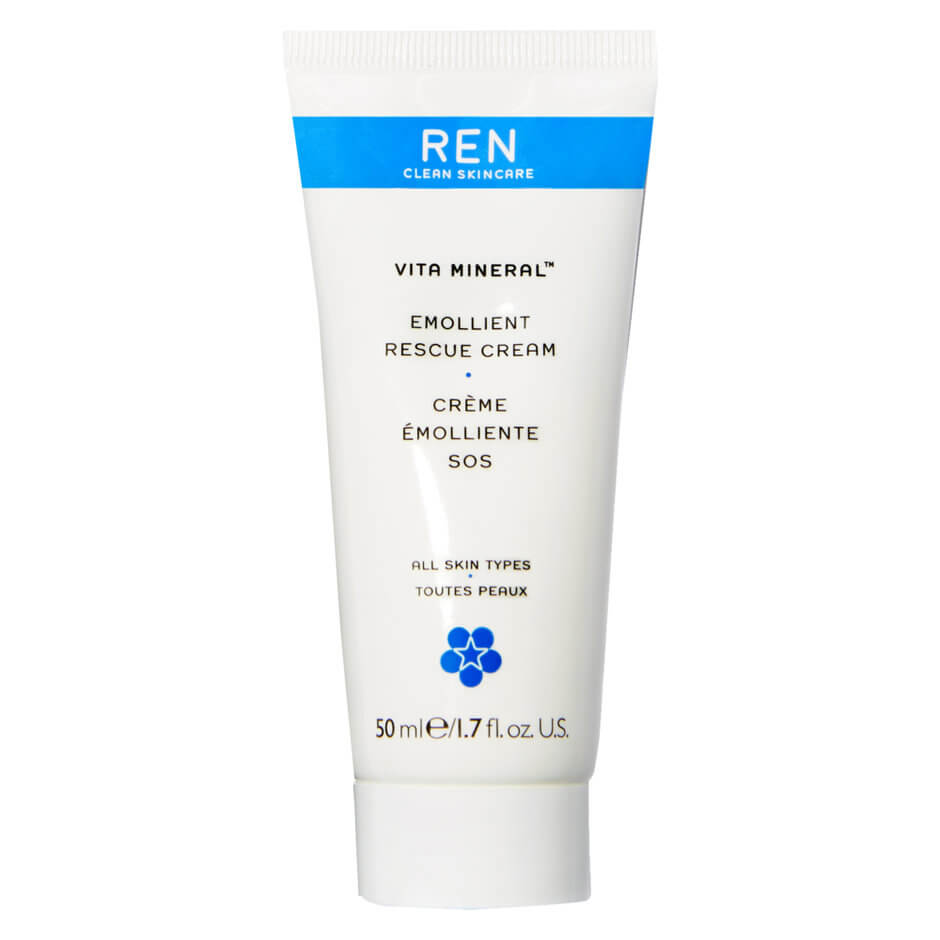 REN
CLEAN SKINCARE
VITA MINERAL™
EMOLLIENT
RESCUE CREAM
•
CRÈME
ÉMOLLIENTE
SOS
ALL SKIN TYPES
•
TOUTES PEAUX
50 ml℮/1.7 fl. oz. U.S.